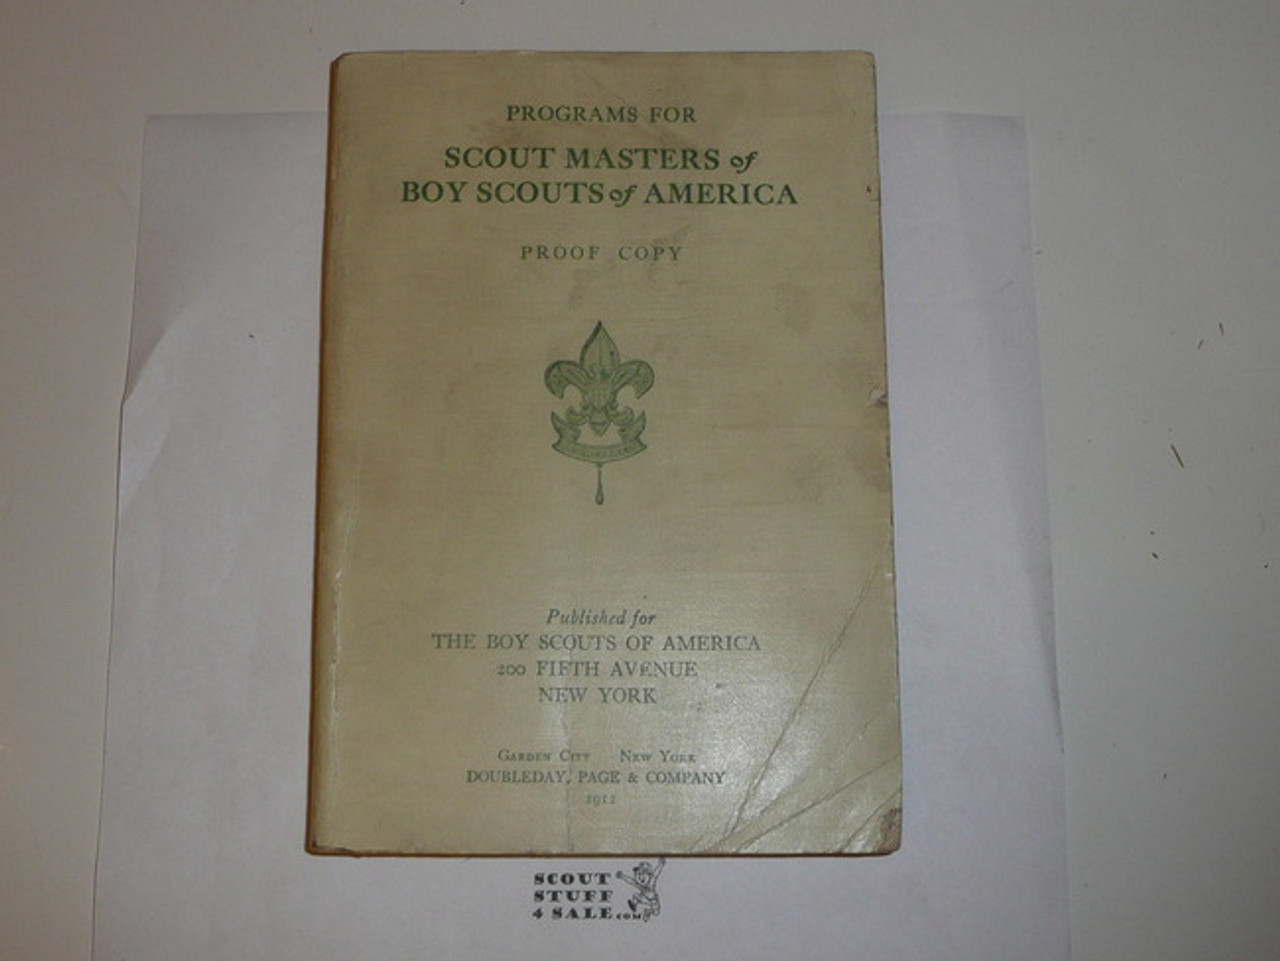 PROGRAMS FOR
SCOUT MASTERS of
BOY SCOUTS of AMERICA
PROOF COPY
Published for
THE BOY SCOUTS OF AMERICA
200 FIFTH AVENUE
NEW YORK
GARDEN CITY NEW YORK
DOUBLEDAY, PAGE & COMPANY
1912
SCOUT
STUFF
4 SALE.COM